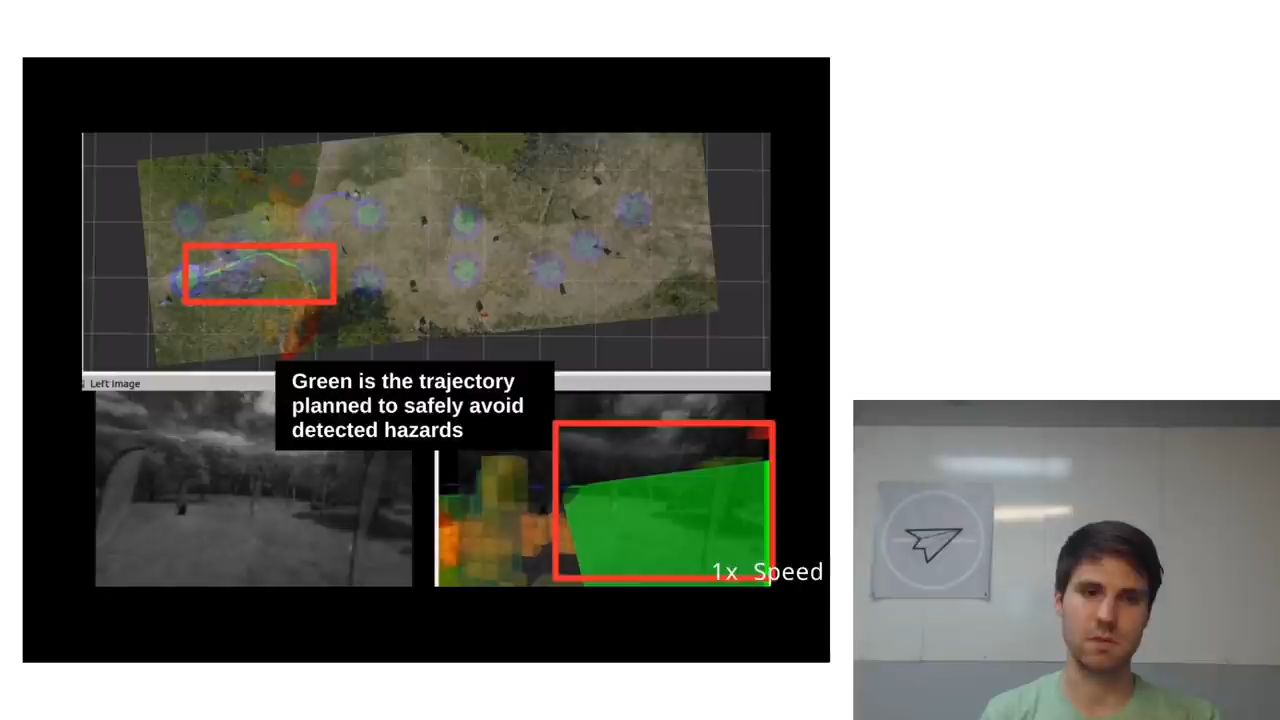 Left Image
Green is the trajectory
planned to safely avoid
detected hazards
1x Speed